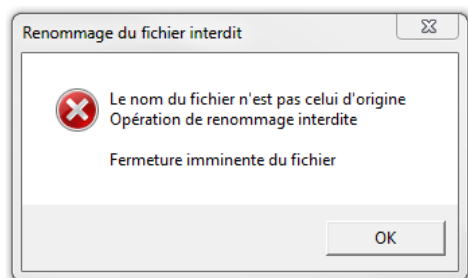 Renommage du fichier interdit
Le nom du fichier n'est pas celui d'origine
Opération de renommage interdite
Fermeture imminente du fichier
OK